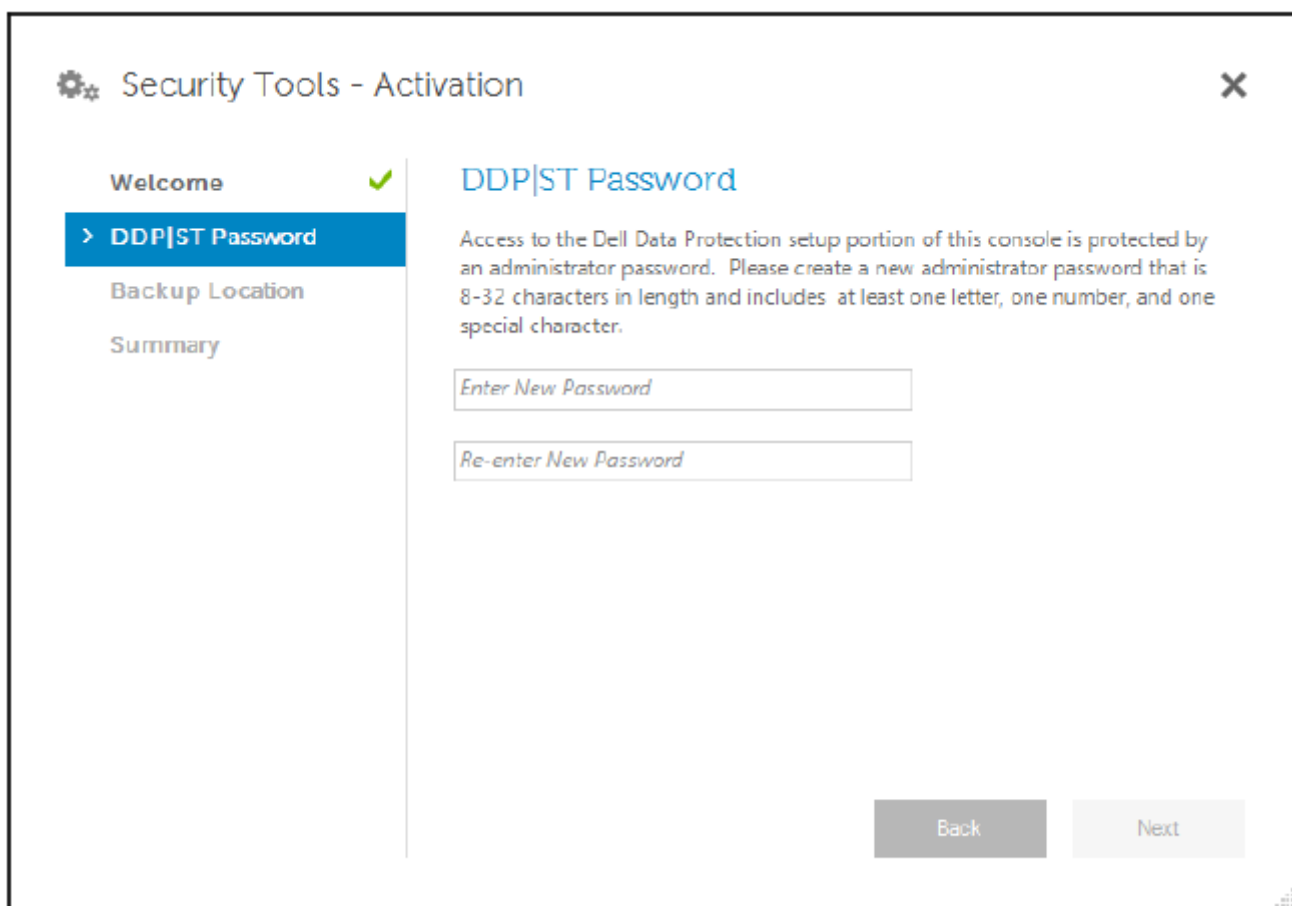 Security Tools - Activation
Welcome
DDP|ST Password
Backup Location
Summary
DDP|ST Password
Access to the Dell Data Protection setup portion of this console is protected by
an administrator password. Please create a new administrator password that is
8-32 characters in length and includes at least one letter, one number, and one
special character.
Enter New Password
Re-enter New Password
Back
Next